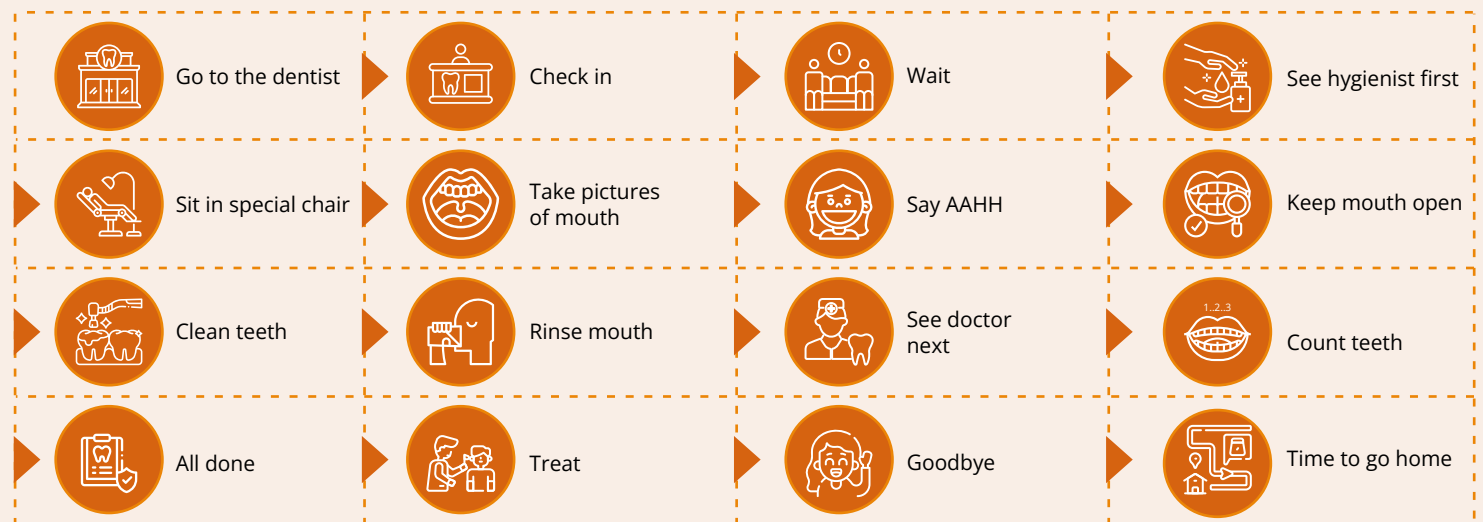 Go to the dentist
Check in
Wait
See hygienist first
Sit in special chair
Take pictures
of mouth
Say AAHH
Keep mouth open
Clean teeth
Rinse mouth
See doctor
next
1..2..3
Count teeth
All done
Treat
Goodbye
Time to go home